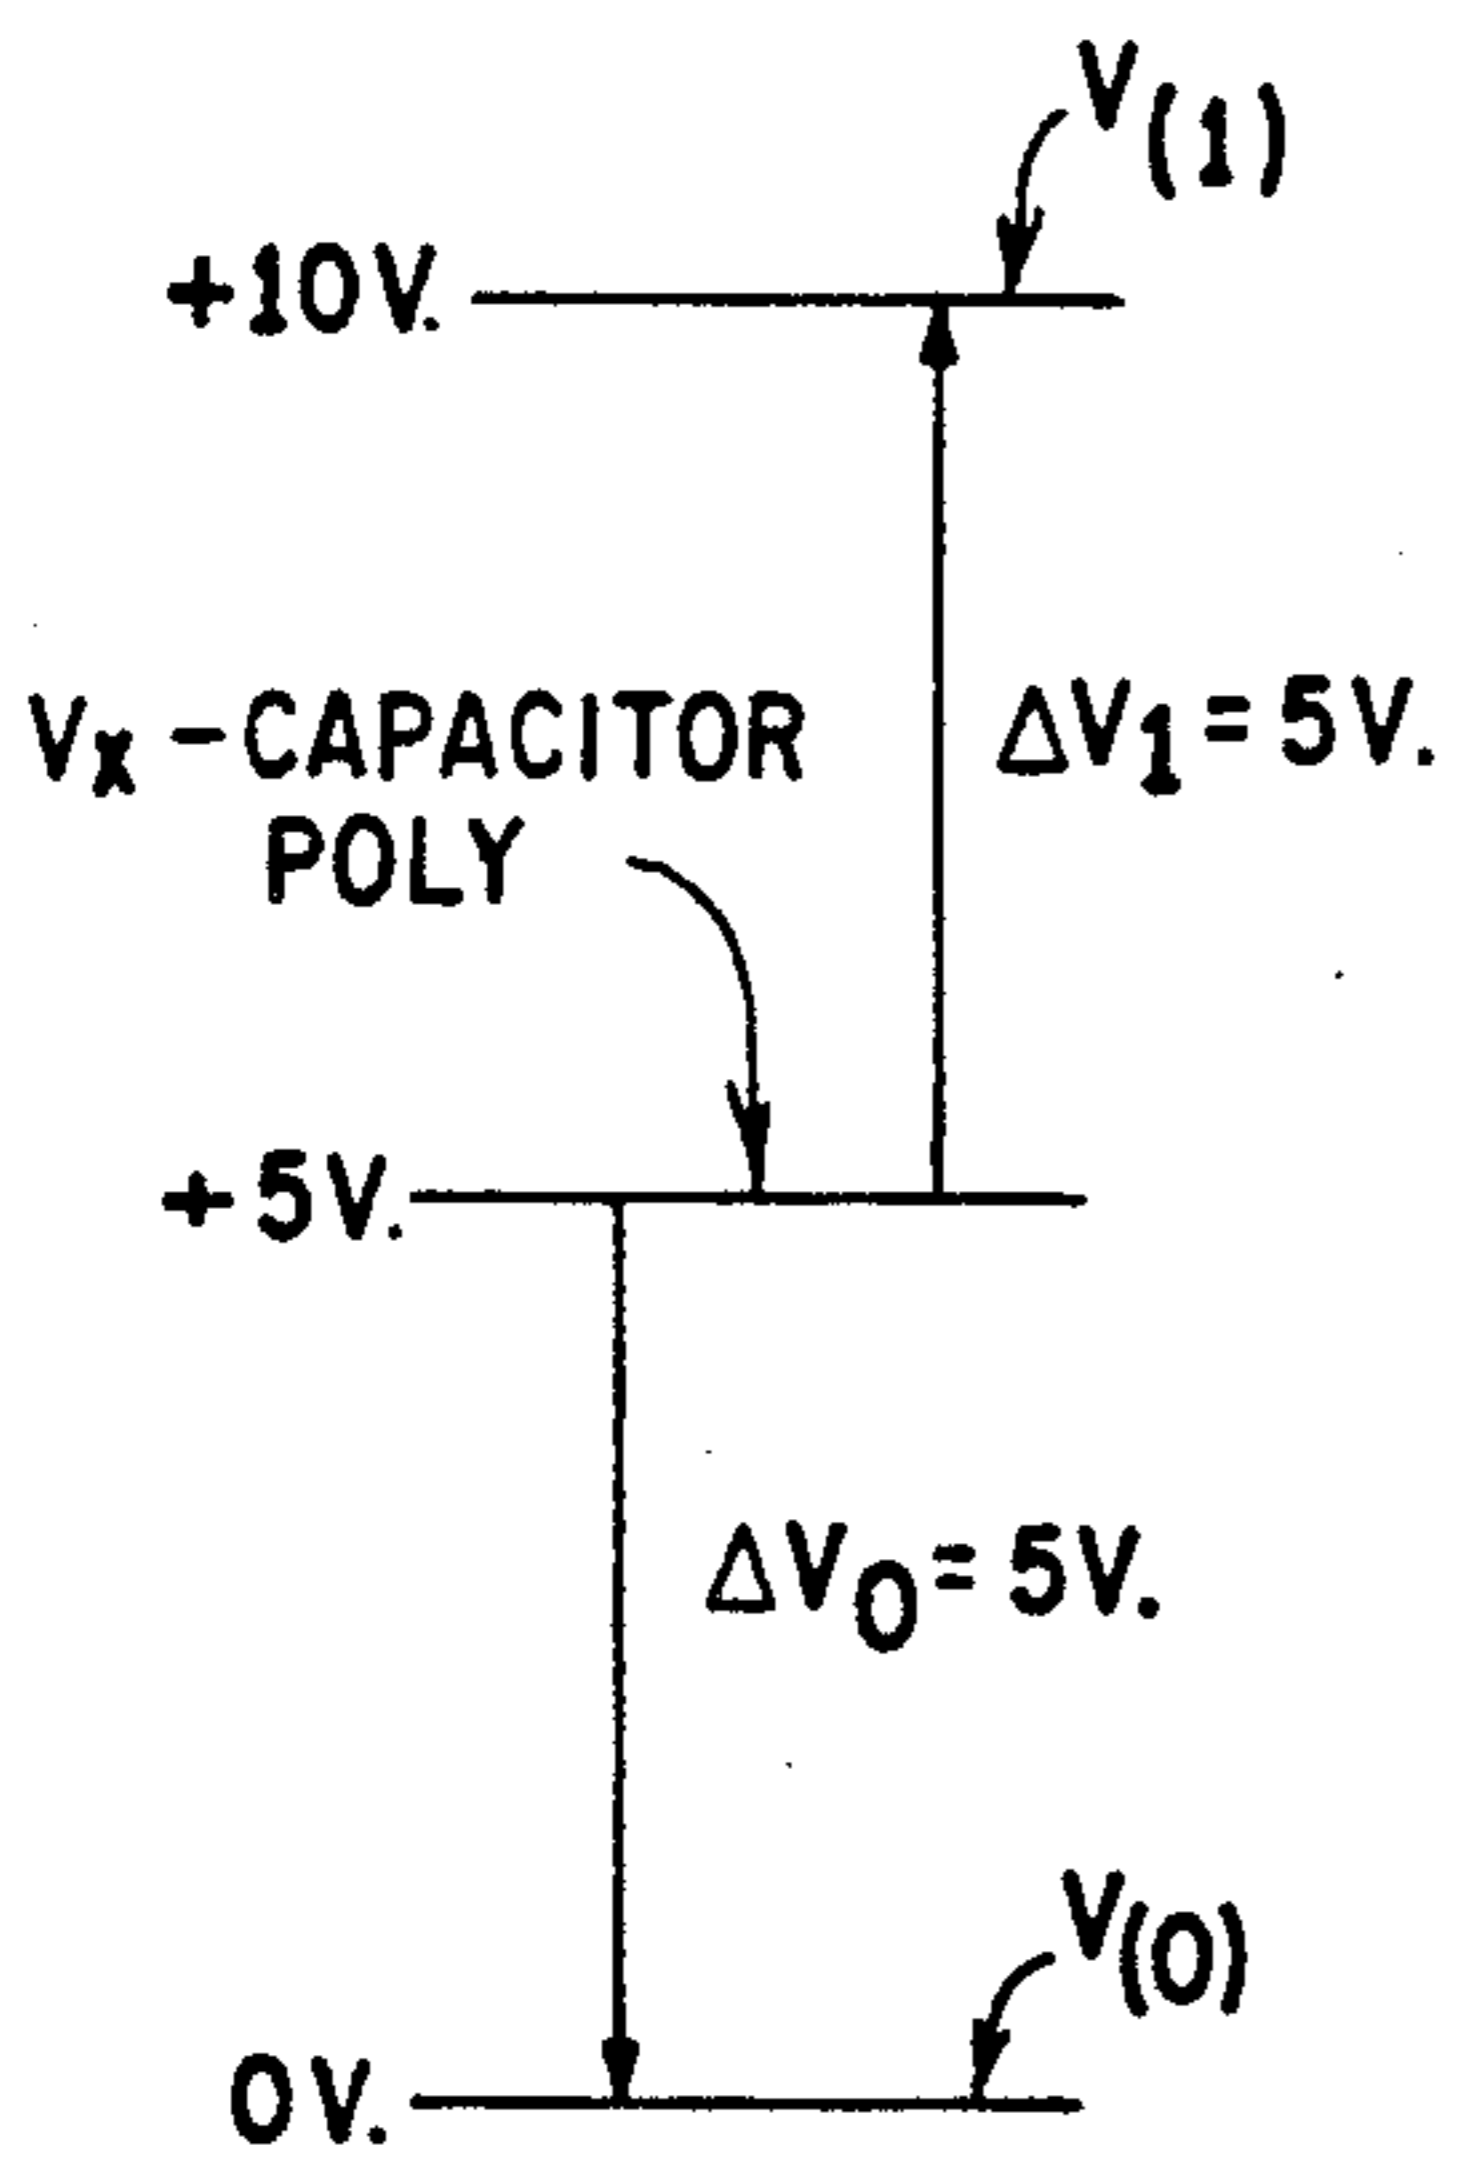 V(1)
+10V.
Vx-CAPACITOR
POLY
ΔV1=5V.
+5V.
ΔV0=5V.
V(0)
0V.